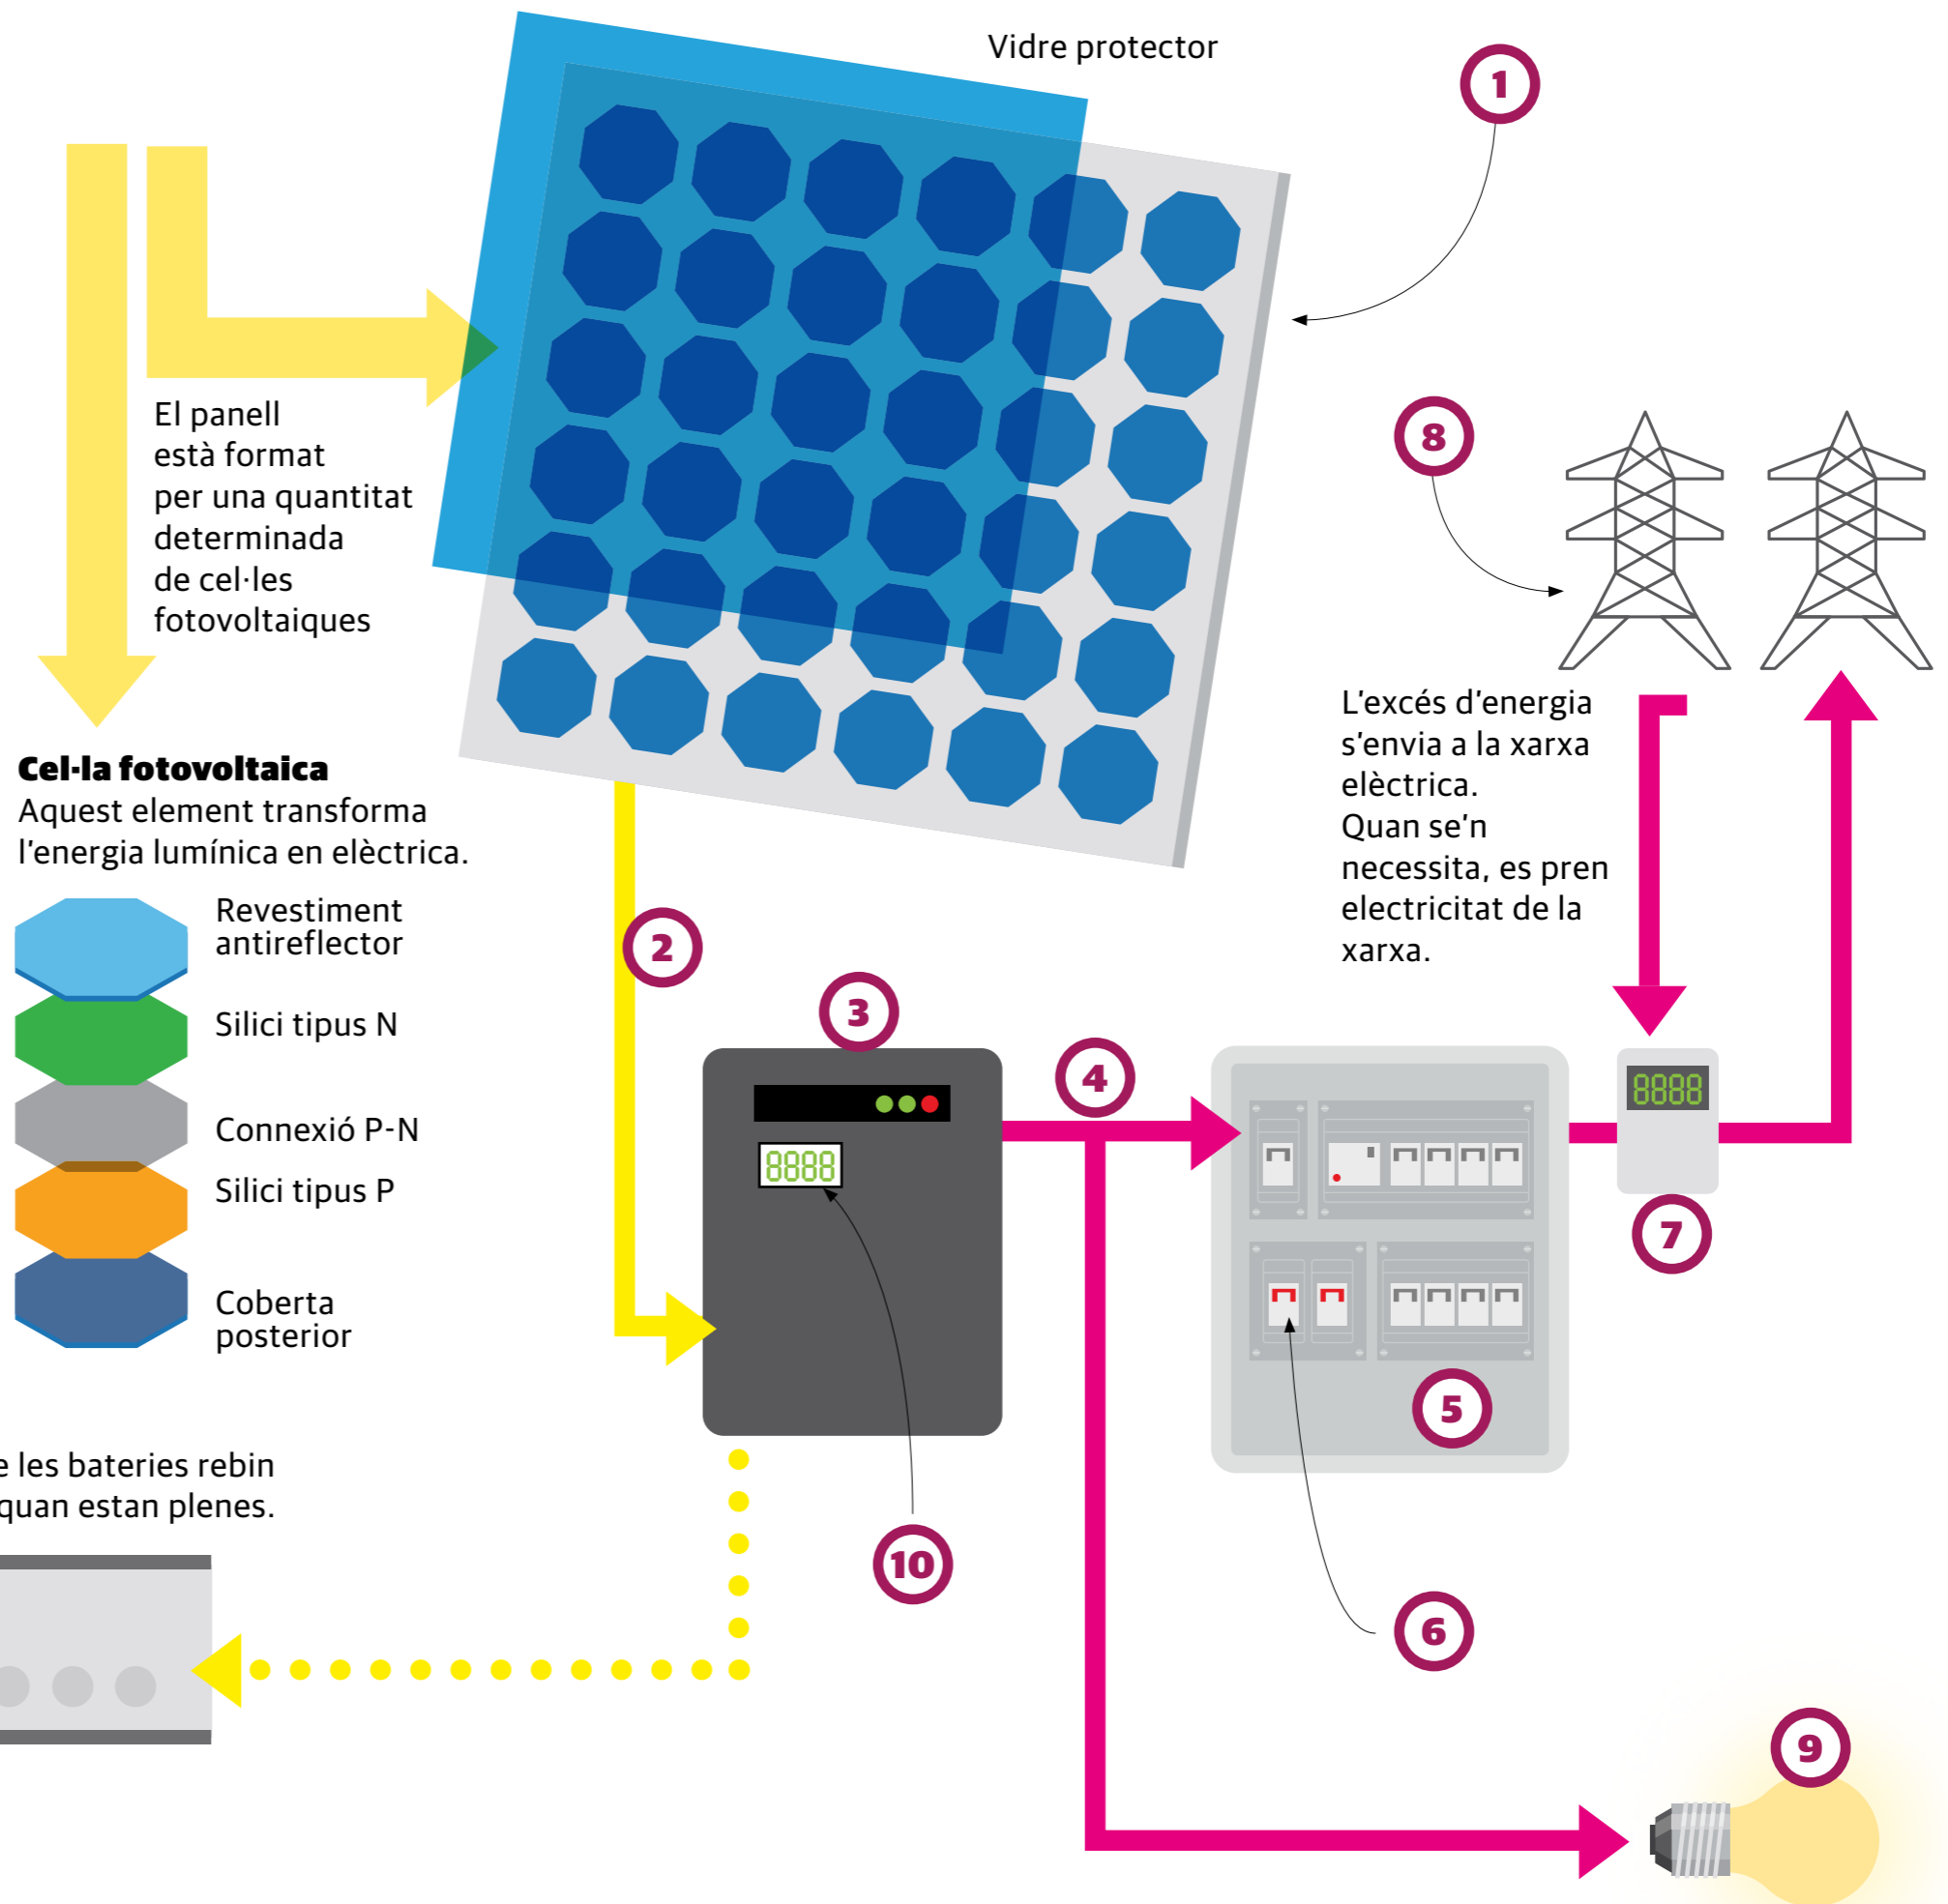 Vidre protector
1
El panell
està format
per una quantitat
determinada
de cel·les
fotovoltaiques
8
L'excés d'energia
s'envia a la xarxa
elèctrica.
Quan se'n
necessita, es pren
electricitat de la
xarxa.
Cel·la fotovoltaica
Aquest element transforma
l'energia lumínica en elèctrica.
Revestiment
antireflector
Silici tipus N
Connexió P-N
Silici tipus P
Coberta
posterior
2
3
4
8888
8888
7
5
e les bateries rebin
quan estan plenes.
10
6
9